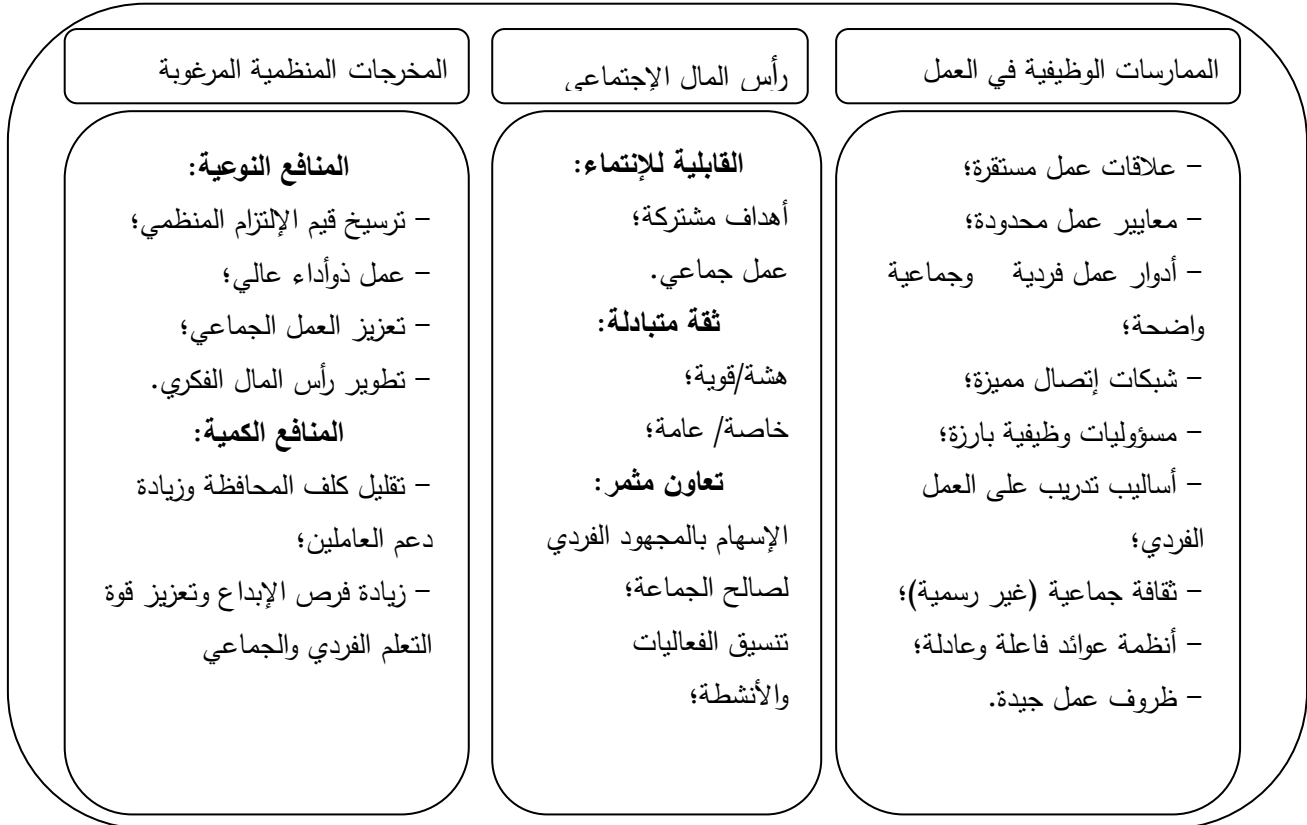 الممارسات الوظيفية في العمل
- علاقات عمل مستقرة؛
- معايير عمل محدودة؛
- أدوار عمل فردية وجماعية
واضحة؛
- شبكات إتصال مميزة؛
- مسؤوليات وظيفية بارزة؛
- أساليب تدريب على العمل
الفردي؛
- ثقافة جماعية (غير رسمية)؛
- أنظمة عوائد فاعلة وعادلة؛
- ظروف عمل جيدة.
رأس المال الإجتماعي
القابلية للإنتماء:
أهداف مشتركة؛
عمل جماعي.
ثقة متبادلة:
هشة/قوية؛
خاصة/ عامة؛
تعاون مثمر:
الإسهام بالمجهود الفردي
لصالح الجماعة؛
تتسيق الفعاليات
والأنشطة؛
المخرجات المنظمية المرغوبة
المنافع النوعية:
- ترسيخ قيم الإلتزام المنظمي؛
- عمل ذوأداء عالي؛
- تعزيز العمل الجماعي؛
- تطوير رأس المال الفكري.
المنافع الكمية:
- تقليل كلف المحافظة وزيادة
دعم العاملين؛
- زيادة فرص الإبداع وتعزيز قوة
التعلم الفردي والجماعي